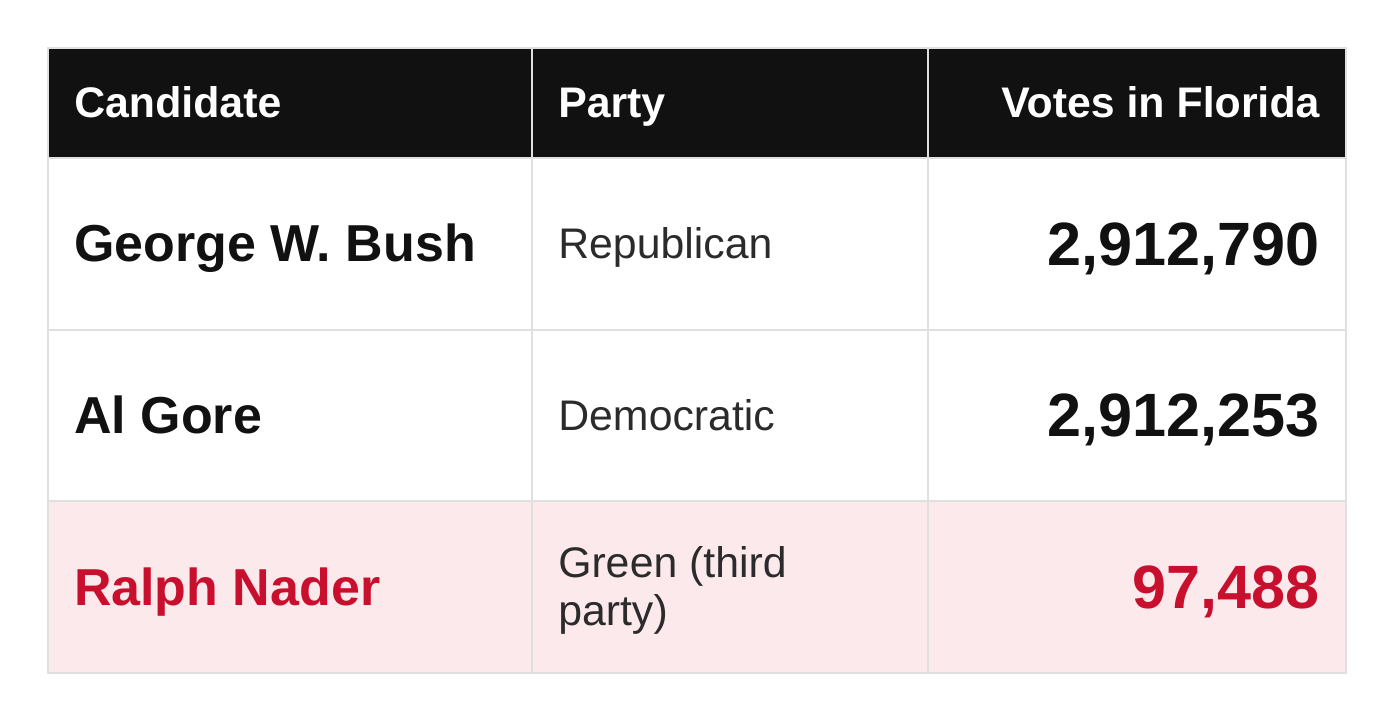 Candidate Party Votes in Florida
George W. Bush Republican 2,912,790
Al Gore Democratic 2,912,253
Ralph Nader Green (third party) 97,488